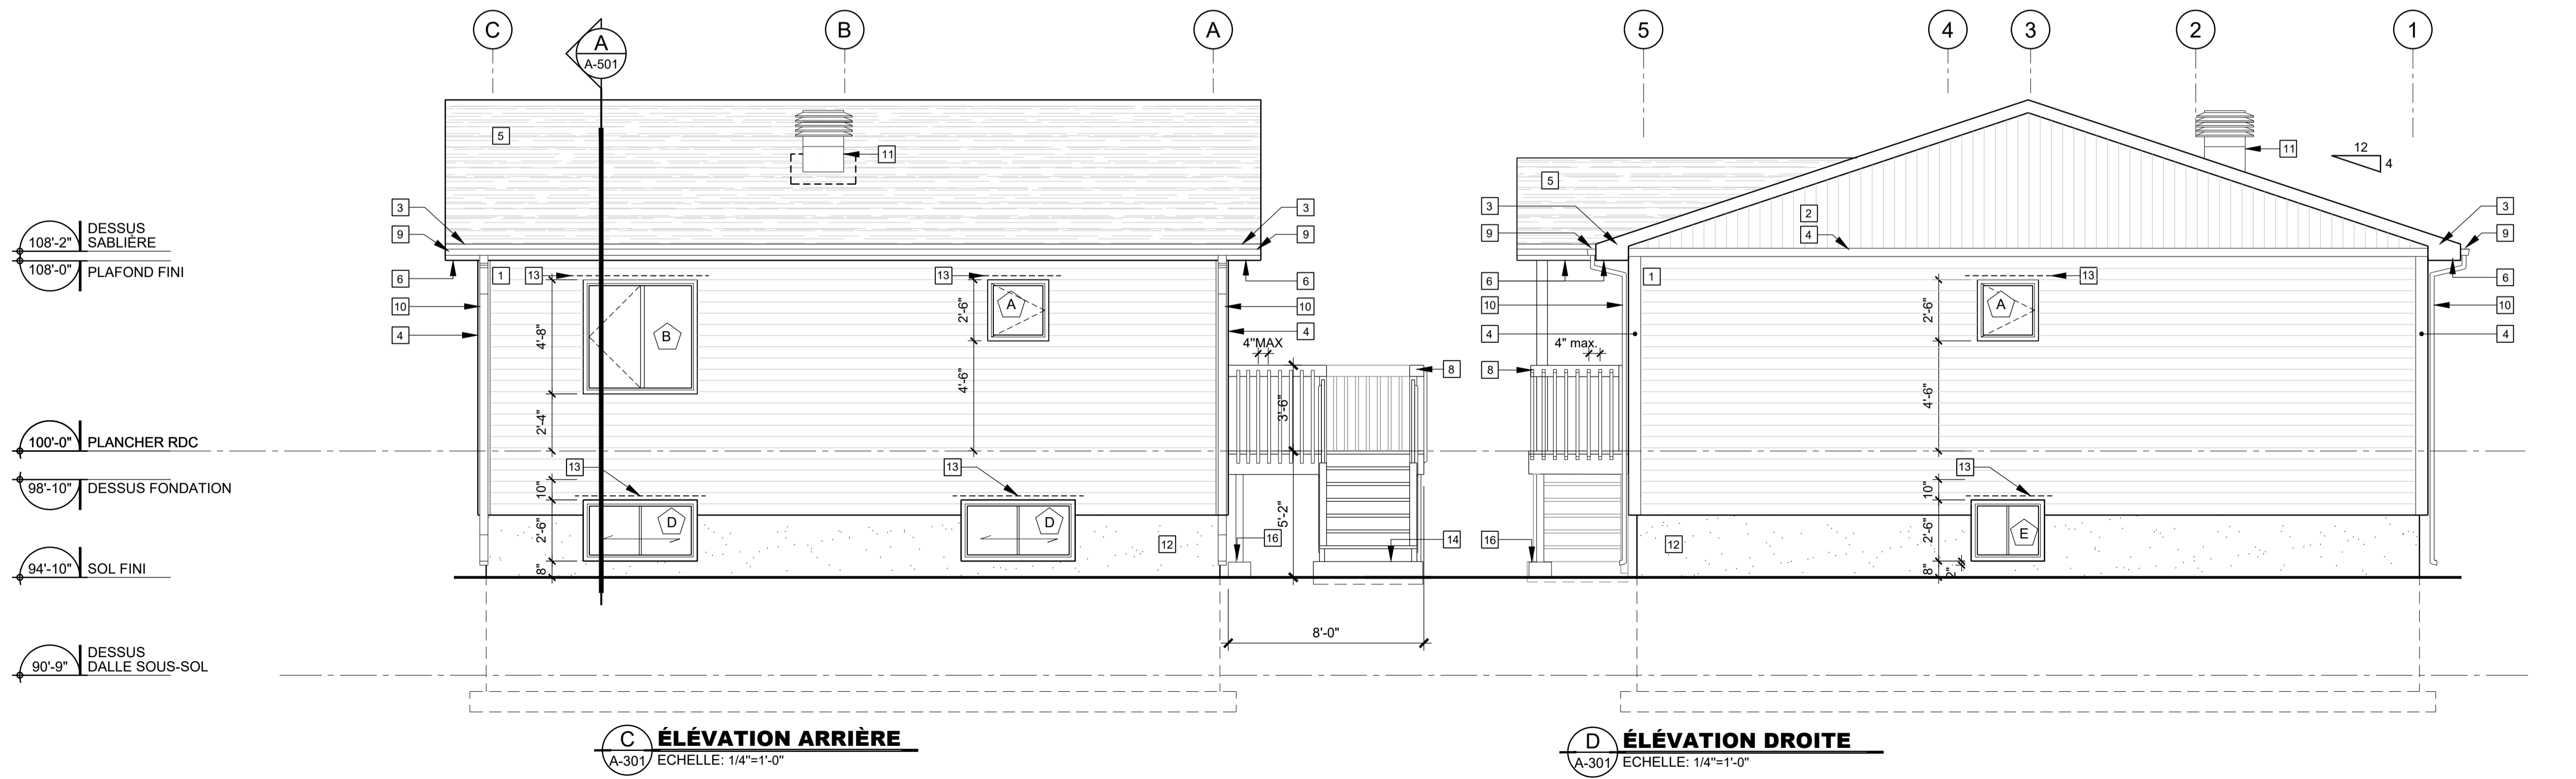 C
A
A-501
B
A
5
4
3
2
1
5
11
12
4
11
5
3
9
3
9
3
9
2
4
3
9
108'-2"
DESSUS
SABLIÈRE
108'-0"
PLAFOND FINI
6
10
4
1
13
13
6
10
4
6
10
4
1
13
6
10
4
4'-8"
B
2'-6"
A
4"MAX
8
8
4" max.
2'-6"
A
2'-4"
4'-6"
3'-6"
4'-6"
100'-0"
PLANCHER RDC
98'-10"
DESSUS FONDATION
13
13
13
10"
10"
2'-6"
D
D
5'-2"
2'-6"
E
12
16
14
16
12
8"
8"
2"
94'-10"
SOL FINI
8'-0"
90'-9"
DESSUS
DALLE SOUS-SOL
C
A-301
ÉLÉVATION ARRIÈRE
ECHELLE: 1/4"=1'-0"
D
A-301
ÉLÉVATION DROITE
ECHELLE: 1/4"=1'-0"